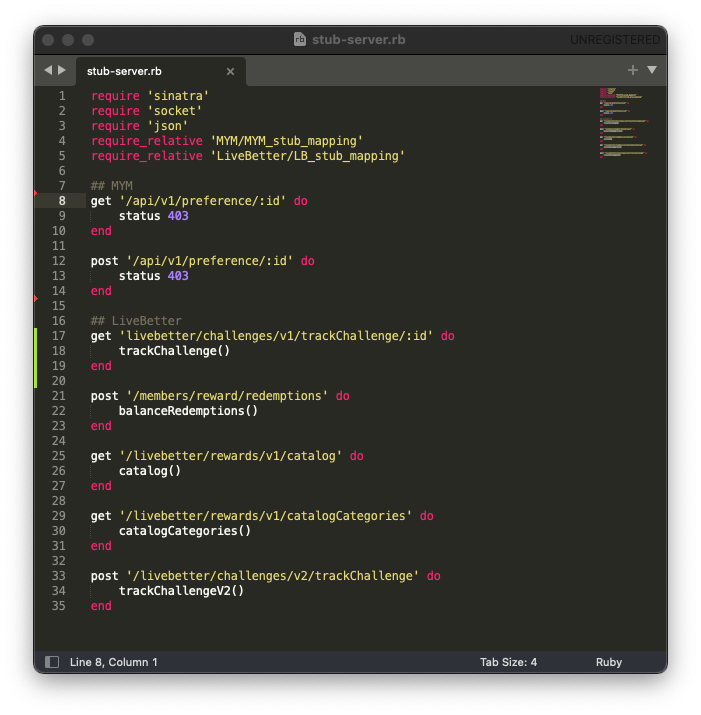 stub-server.rb
UNREGISTERED
stub-server.rb
1 require 'sinatra'
2 require 'socket'
3 require 'json'
4 require_relative 'MYM/MYM_stub_mapping'
5 require_relative 'LiveBetter/LB_stub_mapping'
6
7 ## MYM
8 get '/api/v1/preference/:id' do
9     status 403
10 end
11
12 post '/api/v1/preference/:id' do
13     status 403
14 end
15
16 ## LiveBetter
17 get 'livebetter/challenges/v1/trackChallenge/:id' do
18     trackChallenge()
19 end
20
21 post '/members/reward/redemptions' do
22     balanceRedemptions()
23 end
24
25 get '/livebetter/rewards/v1/catalog' do
26     catalog()
27 end
28
29 get '/livebetter/rewards/v1/catalogCategories' do
30     catalogCategories()
31 end
32
33 post '/livebetter/challenges/v2/trackChallenge' do
34     trackChallengeV2()
35 end
Line 8, Column 1 Tab Size: 4 Ruby